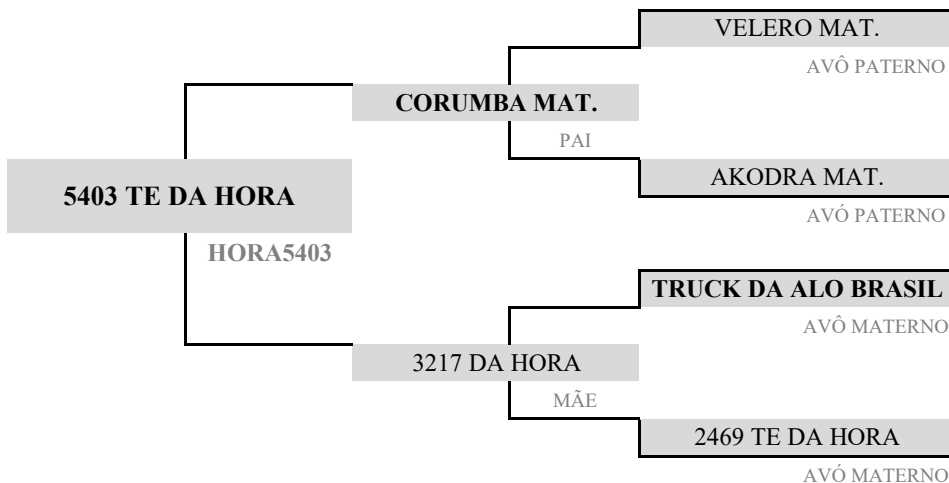 VELERO MAT.
AVÔ PATERNO
CORUMBA MAT.
PAI
AKODRA MAT.
AVÓ PATERNO
5403 TE DA HORA
HORA5403
TRUCK DA ALO BRASIL
AVÔ MATERNO
3217 DA HORA
MÃE
2469 TE DA HORA
AVÓ MATERNO